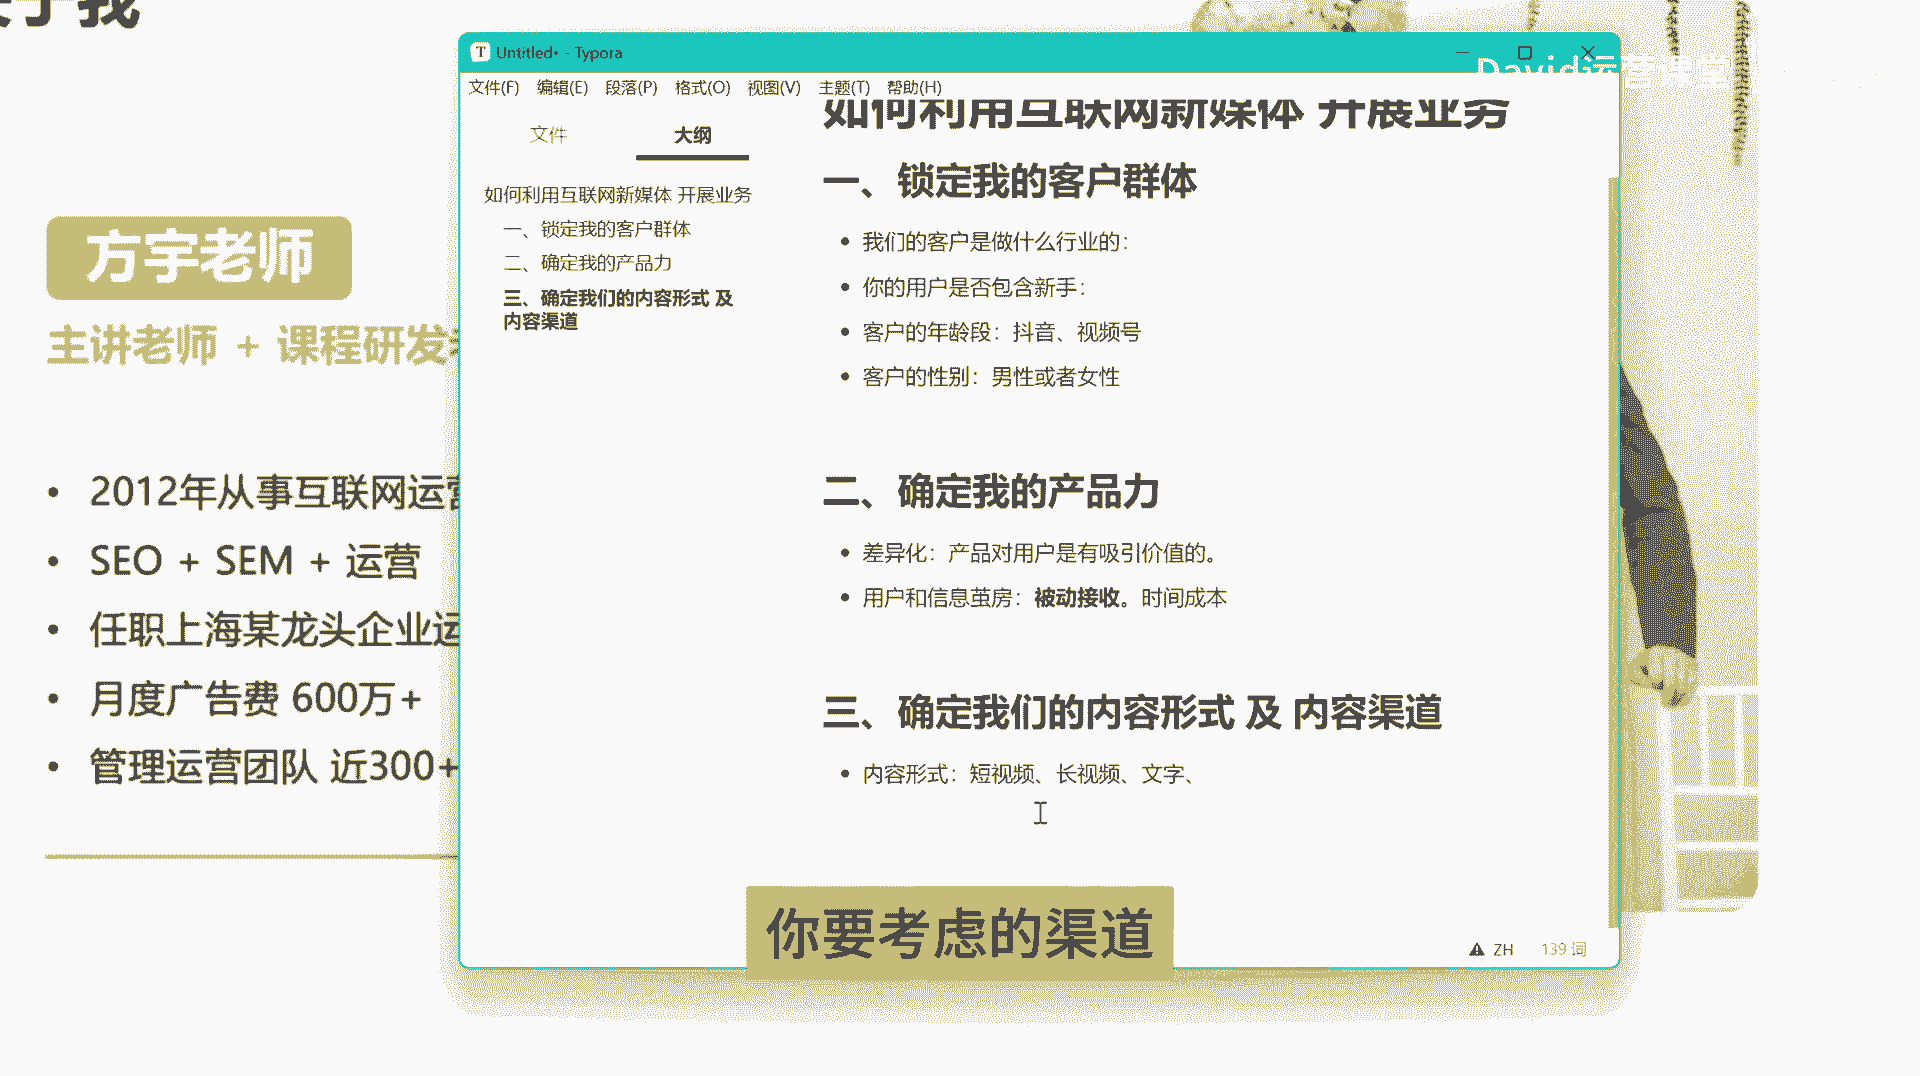 关于我
方宇老师
主讲老师 + 课程研发
2012年从事互联网运营
SEO + SEM + 运营
任职上海某龙头企业运
月度广告费 600万+
管理运营团队 近300+
Untitled• - Typora
David运营课堂
文件(F) 编辑(E) 段落(P) 格式(O) 视图(V) 主题(T) 帮助(H)
文件 大纲
如何利用互联网新媒体 开展业务
一、锁定我的客户群体
二、确定我的产品力
三、确定我们的内容形式 及
内容渠道
如何利用互联网新媒体 开展业务
一、锁定我的客户群体
我们的客户是做什么行业的：
你的用户是否包含新手：
客户的年龄段：抖音、视频号
客户的性别：男性或者女性
二、确定我的产品力
差异化：产品对用户是有吸引价值的。
用户和信息茧房：被动接收。时间成本
三、确定我们的内容形式 及 内容渠道
内容形式：短视频、长视频、文字、
你要考虑的渠道
ZH 139 词